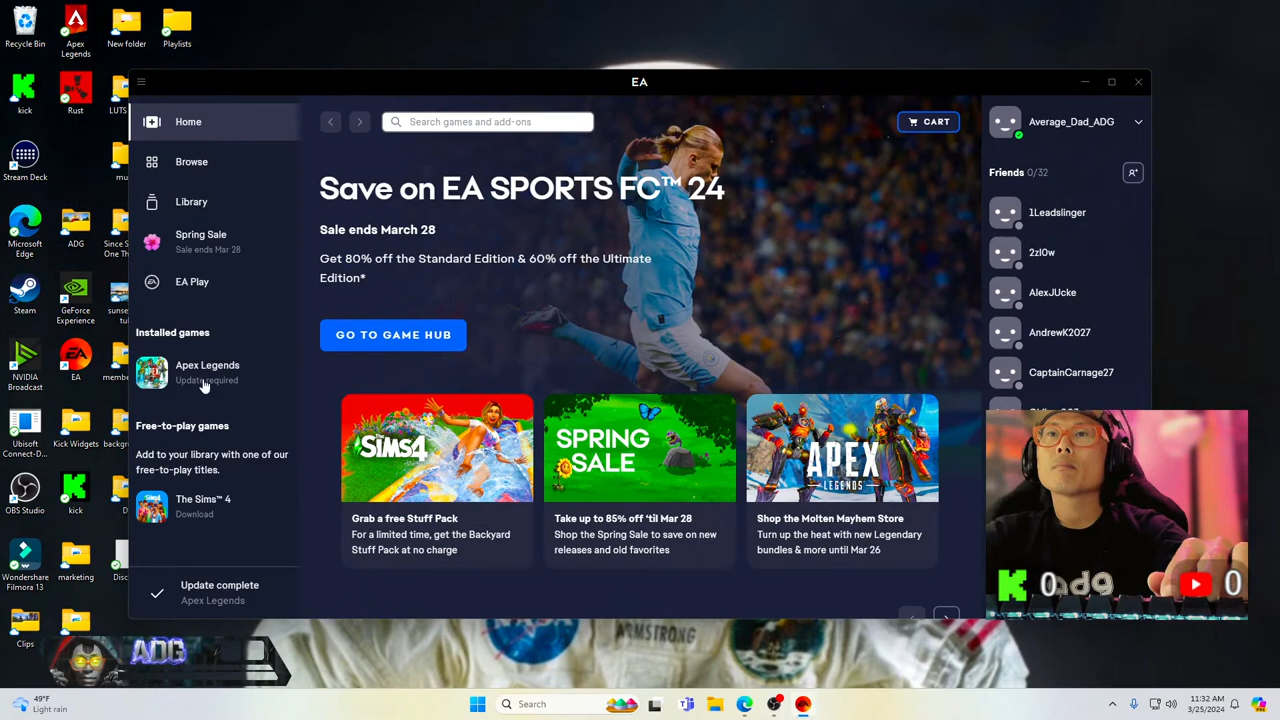 Recycle Bin
Apex
Legends
New folder
Playlists
EA
kick
Rust
LUTS
Home
Search games and add-ons
CART
Average_Dad_ADG
Browse
Steam Deck
Save on EA SPORTS FC™ 24
Friends 0/32
Library
1Leadslinger
Spring Sale
Sale ends Mar 28
Sale ends March 28
Microsoft
Edge
ADG
Get 80% off the Standard Edition & 60% off the Ultimate
Edition*
2zl0w
EA Play
AlexJUcke
Steam
GeForce
Experience
Installed games
GO TO GAME HUB
AndrewK2027
Apex Legends
Update required
CaptainCarnage27
NVIDIA
Broadcast
EA
Free-to-play games
Add to your library with one of our
free-to-play titles.
SIMS4
SPRING
SALE
APEX
LEGENDS
Ubisoft
Connect-D...
Kick Widgets
The Sims™ 4
Download
Grab a free Stuff Pack
For a limited time, get the Backyard
Stuff Pack at no charge
Take up to 85% off 'til Mar 28
Shop the Spring Sale to save on new
releases and old favorites
Shop the Molten Mayhem Store
Turn up the heat with new Legendary
bundles & more until Mar 26
OBS Studio
kick
Wondershare
Filmora 13
marketing
Update complete
Apex Legends
K 0
adg
0
Clips
ADG
ARMSTRONG
49°F
Light rain
Search
11:32 AM
3/25/2024